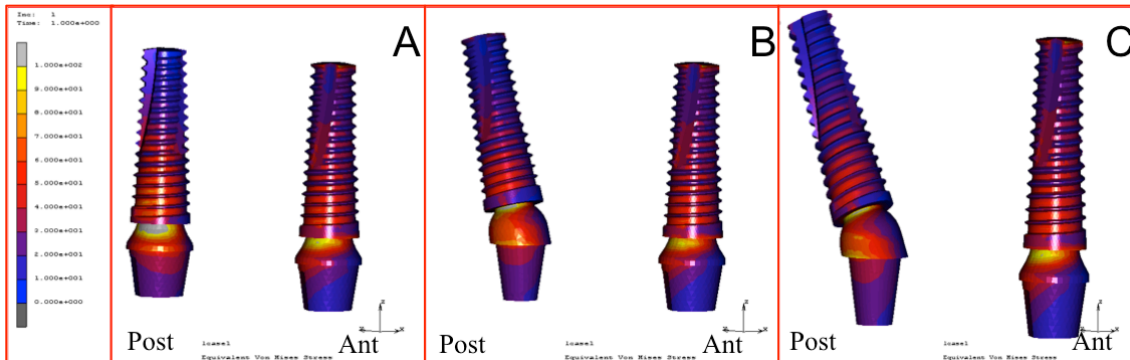 Inc: 1
Time: 1.000e+000
1.000e+002
9.000e+001
8.000e+001
7.000e+001
6.000e+001
5.000e+001
4.000e+001
3.000e+001
2.000e+001
1.000e+001
0.000e+000
A
Post
Ant
lcase1
Equivalent Von Mises Stress
z
x
B
Post
Ant
lcase1
Equivalent Von Mises Stress
z
x
C
Post
Ant
lcase1
Equivalent Von Mises Stress
z
x